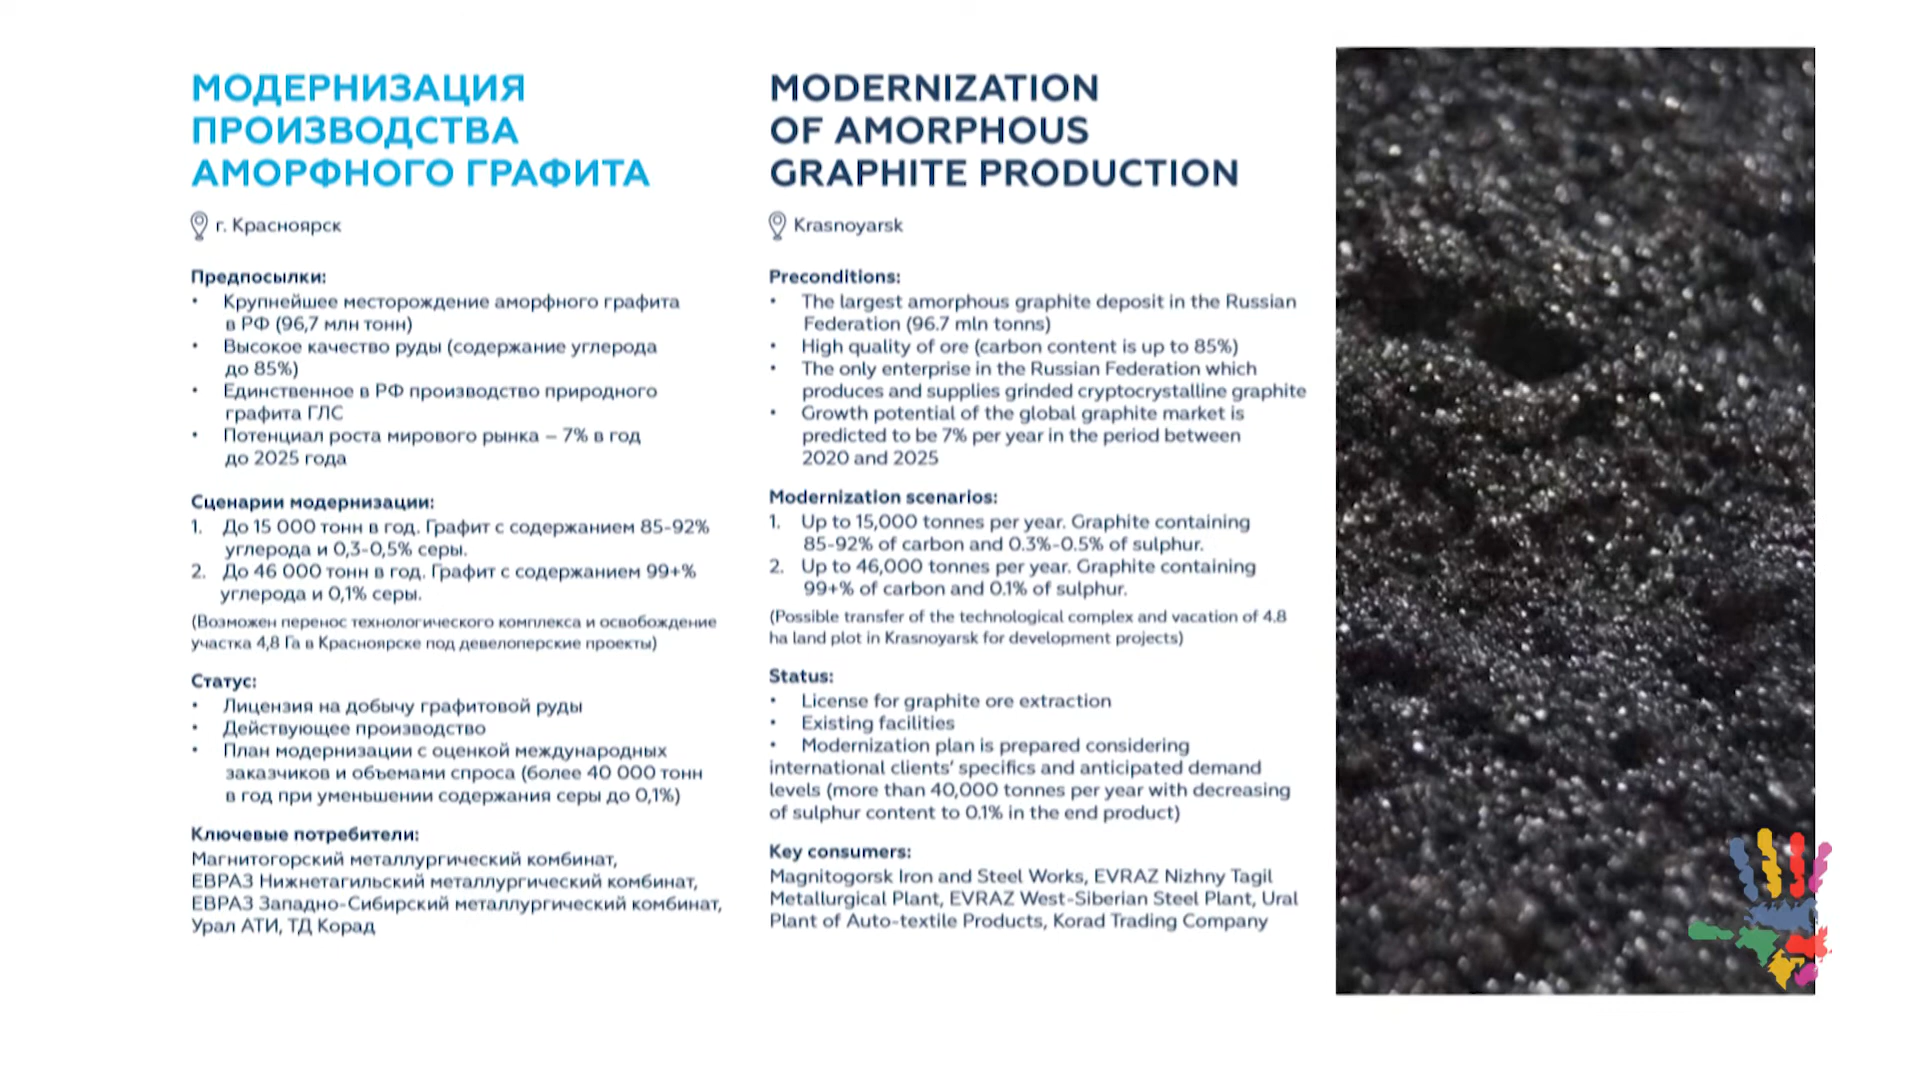 МОДЕРНИЗАЦИЯ
ПРОИЗВОДСТВА
АМОРФНОГО ГРАФИТА
г. Красноярск
Предпосылки:
• Крупнейшее месторождение аморфного графита
в РФ (96,7 млн тонн)
• Высокое качество руды (содержание углерода
до 85%)
• Единственное в РФ производство природного
графита ГЛС
• Потенциал роста мирового рынка – 7% в год
до 2025 года
Сценарии модернизации:
1. До 15 000 тонн в год. Графит с содержанием 85-92%
углерода и 0,3-0,5% серы.
2. До 46 000 тонн в год. Графит с содержанием 99+%
углерода и 0,1% серы.
(Возможен перенос технологического комплекса и освобождение
участка 4,8 Га в Красноярске под девелоперские проекты)
Статус:
• Лицензия на добычу графитовой руды
• Действующее производство
• План модернизации с оценкой международных
заказчиков и объемами спроса (более 40 000 тонн
в год при уменьшении содержания серы до 0,1%)
Ключевые потребители:
Магнитогорский металлургический комбинат,
ЕВРАЗ Нижнетагильский металлургический комбинат,
ЕВРАЗ Западно-Сибирский металлургический комбинат,
Урал АТИ, ТД Корад
MODERNIZATION
OF AMORPHOUS
GRAPHITE PRODUCTION
Krasnoyarsk
Preconditions:
• The largest amorphous graphite deposit in the Russian
Federation (96.7 mln tonns)
• High quality of ore (carbon content is up to 85%)
• The only enterprise in the Russian Federation which
produces and supplies grinded cryptocrystalline graphite
• Growth potential of the global graphite market is
predicted to be 7% per year in the period between
2020 and 2025
Modernization scenarios:
1. Up to 15,000 tonnes per year. Graphite containing
85-92% of carbon and 0.3%-0.5% of sulphur.
2. Up to 46,000 tonnes per year. Graphite containing
99+% of carbon and 0.1% of sulphur.
(Possible transfer of the technological complex and vacation of 4.8
ha land plot in Krasnoyarsk for development projects)
Status:
• License for graphite ore extraction
• Existing facilities
• Modernization plan is prepared considering
international clients' specifics and anticipated demand
levels (more than 40,000 tonnes per year with decreasing
of sulphur content to 0.1% in the end product)
Key consumers:
Magnitogorsk Iron and Steel Works, EVRAZ Nizhny Tagil
Metallurgical Plant, EVRAZ West-Siberian Steel Plant, Ural
Plant of Auto-textile Products, Korad Trading Company